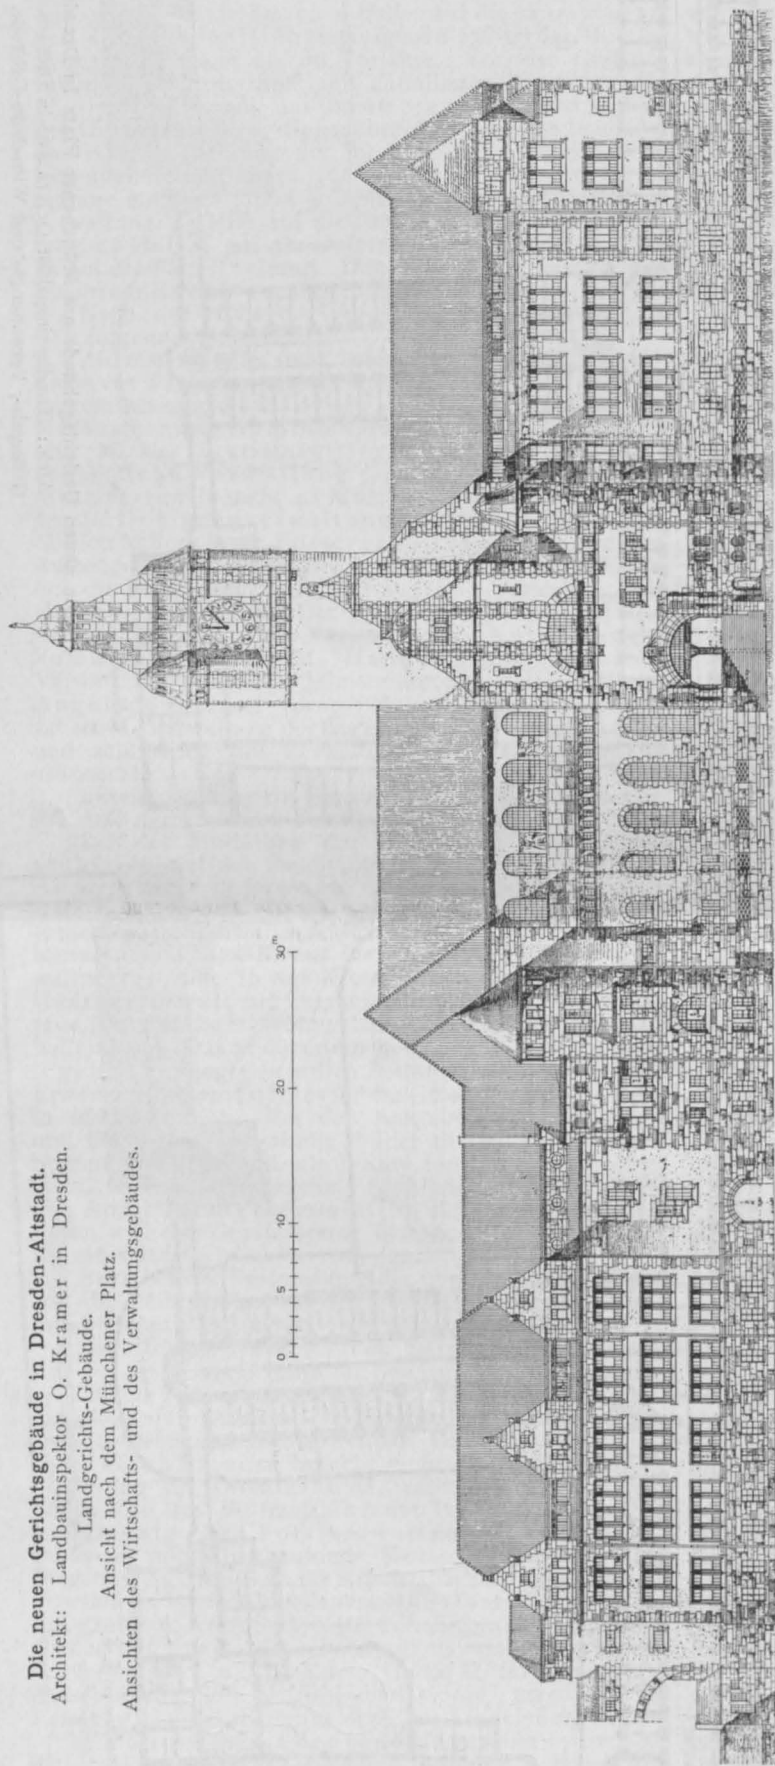 Die neuen Gerichtsgebäude in Dresden-Altstadt.
Architekt: Landbauinspektor O. Kramer in Dresden.
Landgerichts-Gebäude.
Ansicht nach dem Münchener Platz.
Ansichten des Wirtschafts- und des Verwaltungsgebäudes.
0 5 10 20 30 m